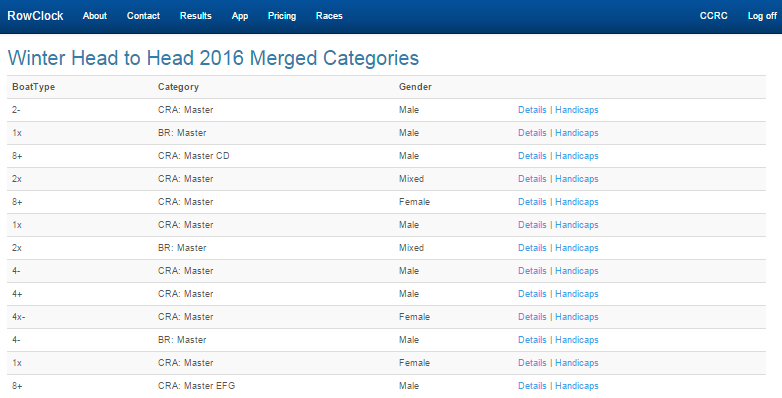 RowClock About Contact Results App Pricing Races CCRC Log off
Winter Head to Head 2016 Merged Categories
BoatType Category Gender
2- CRA: Master Male Details | Handicaps
1x BR: Master Male Details | Handicaps
8+ CRA: Master CD Male Details | Handicaps
2x CRA: Master Mixed Details | Handicaps
8+ CRA: Master Female Details | Handicaps
1x CRA: Master Male Details | Handicaps
2x BR: Master Mixed Details | Handicaps
4- CRA: Master Male Details | Handicaps
4+ CRA: Master Male Details | Handicaps
4x- CRA: Master Female Details | Handicaps
4- BR: Master Male Details | Handicaps
1x CRA: Master Female Details | Handicaps
8+ CRA: Master EFG Male Details | Handicaps